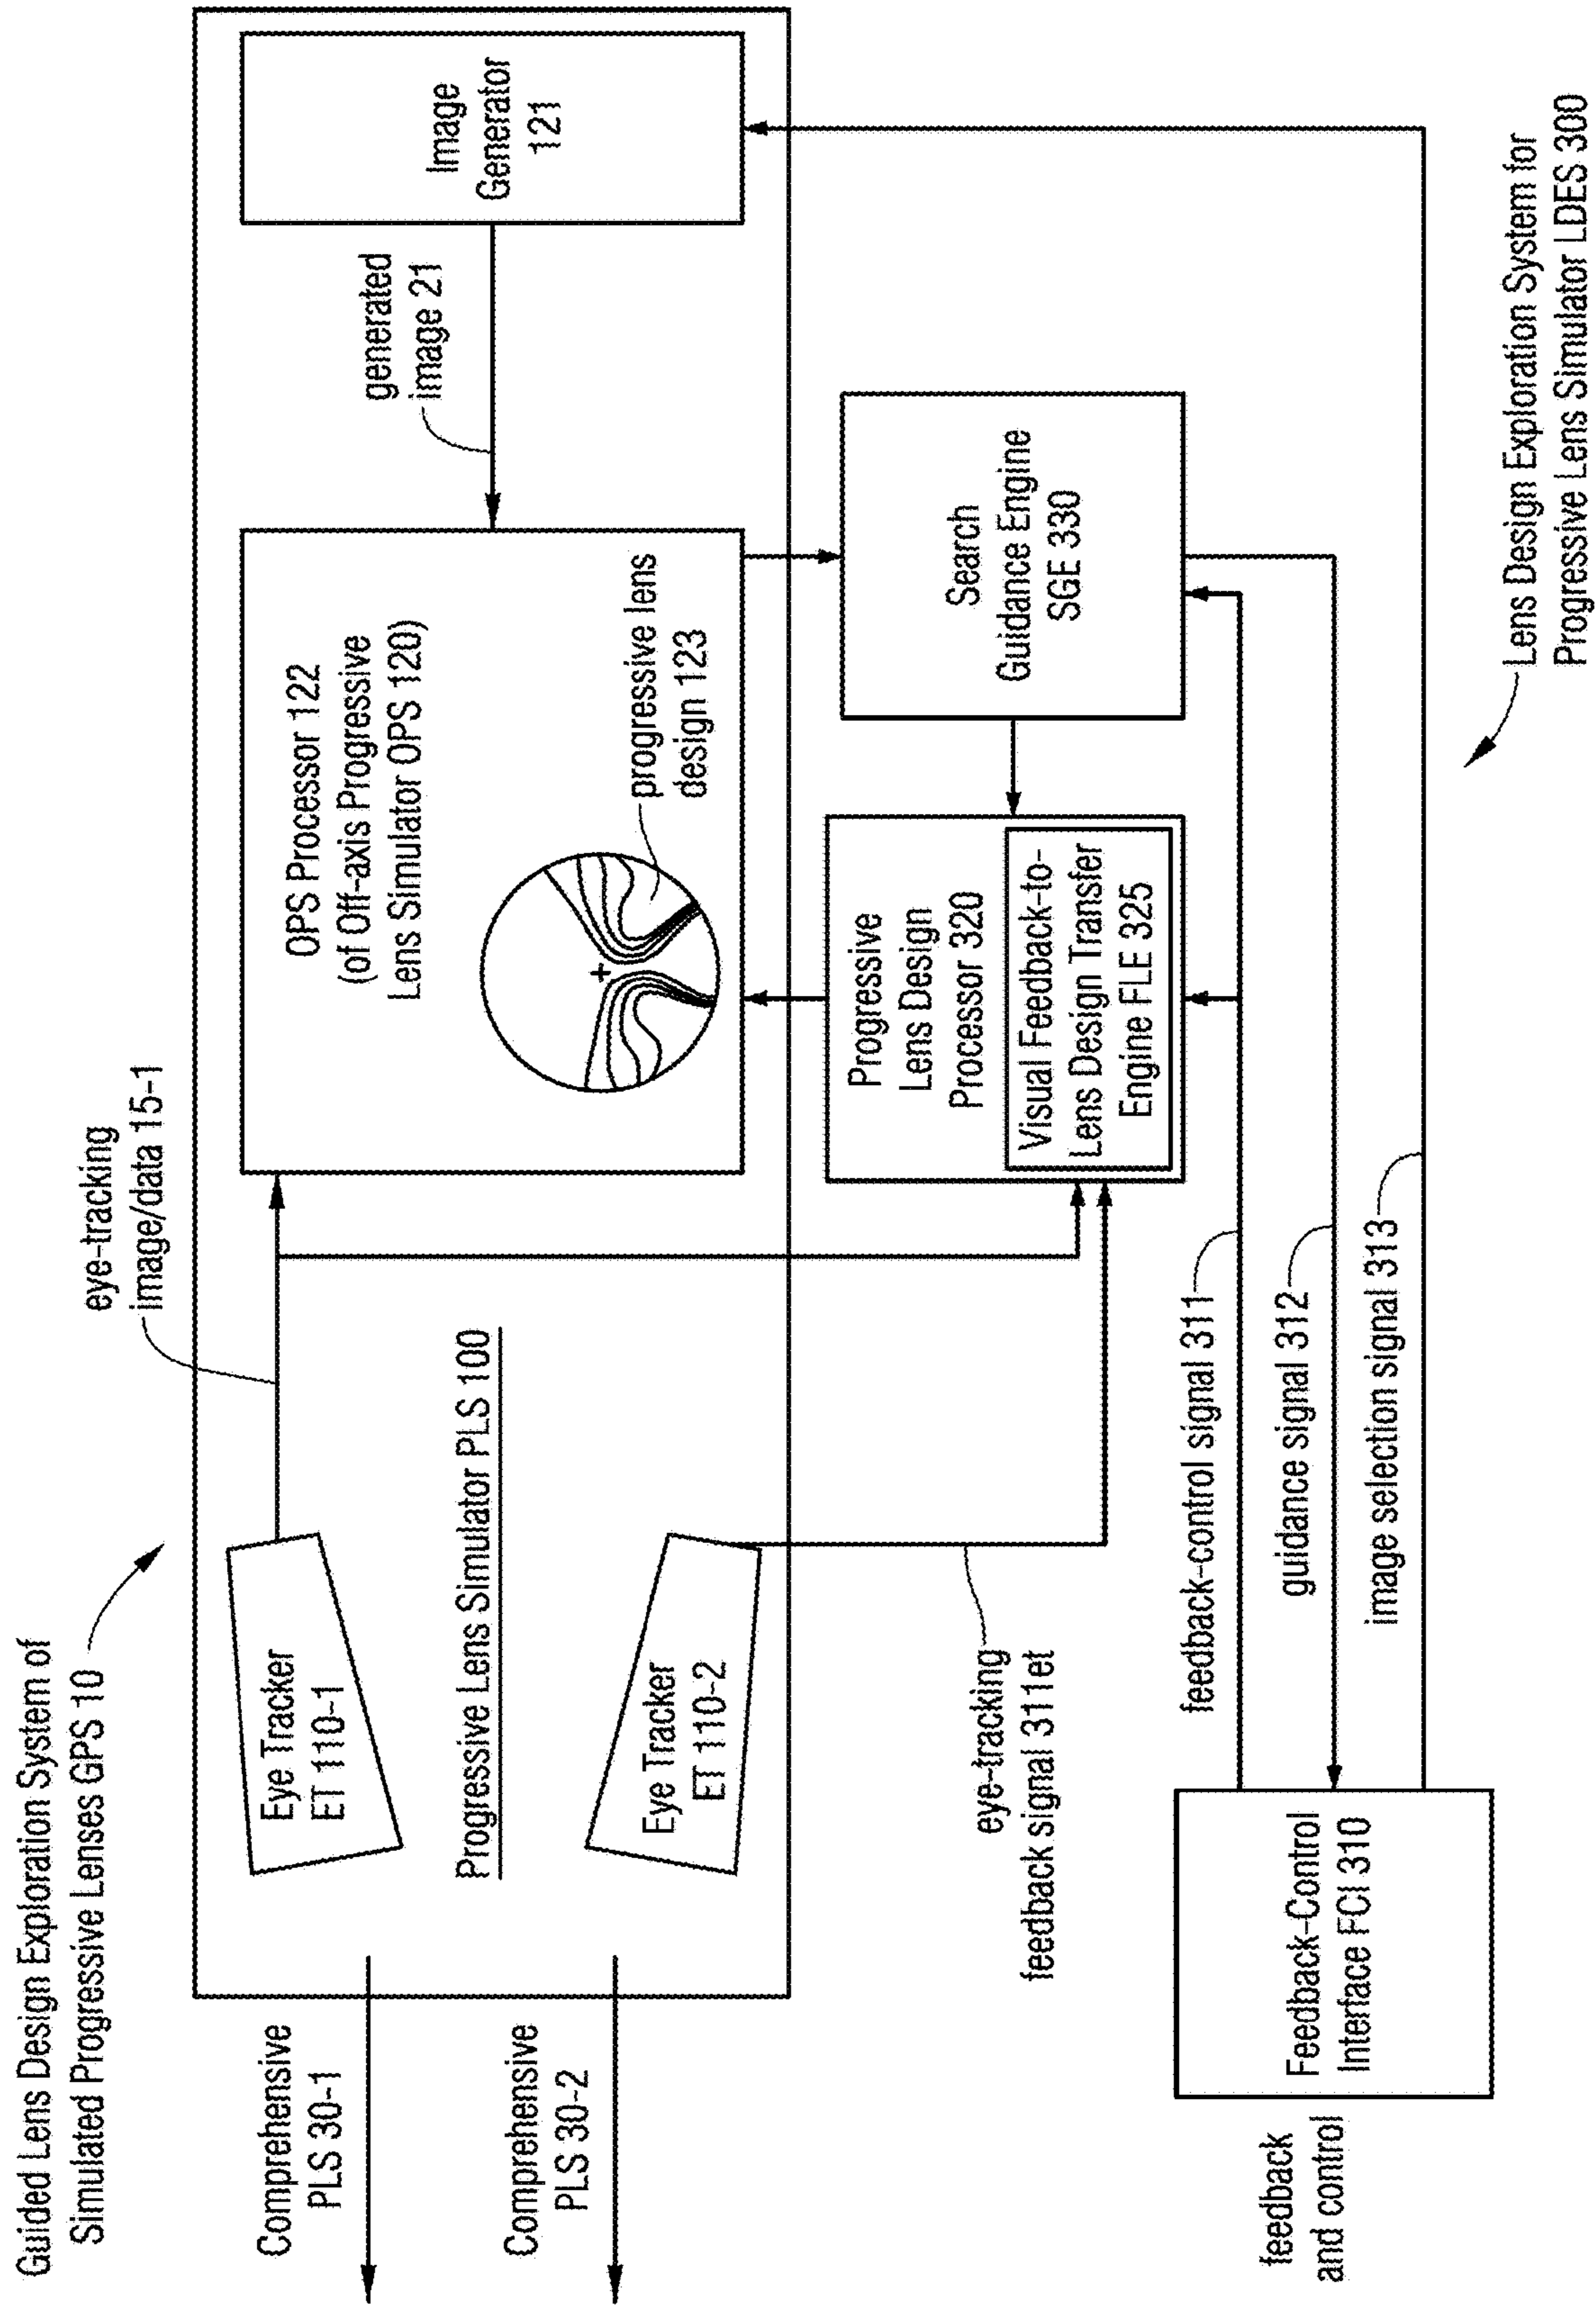 Guided Lens Design Exploration System of
Simulated Progressive Lenses GPS 10
eye-tracking
image/data 15-1
Comprehensive
PLS 30-1
Comprehensive
PLS 30-2
Eye Tracker
ET 110-1
Progressive Lens Simulator PLS 100
Eye Tracker
ET 110-2
OPS Processor 122
(of Off-axis Progressive
Lens Simulator OPS 120)
progressive lens
design 123
generated
image 21
Image
Generator
121
eye-tracking
feedback signal 311et
Progressive
Lens Design
Processor 320
Visual Feedback-to-
Lens Design Transfer
Engine FLE 325
Search
Guidance Engine
SGE 330
feedback-control signal 311
guidance signal 312
image selection signal 313
feedback
and control
Feedback-Control
Interface FCI 310
Lens Design Exploration System for
Progressive Lens Simulator LDES 300